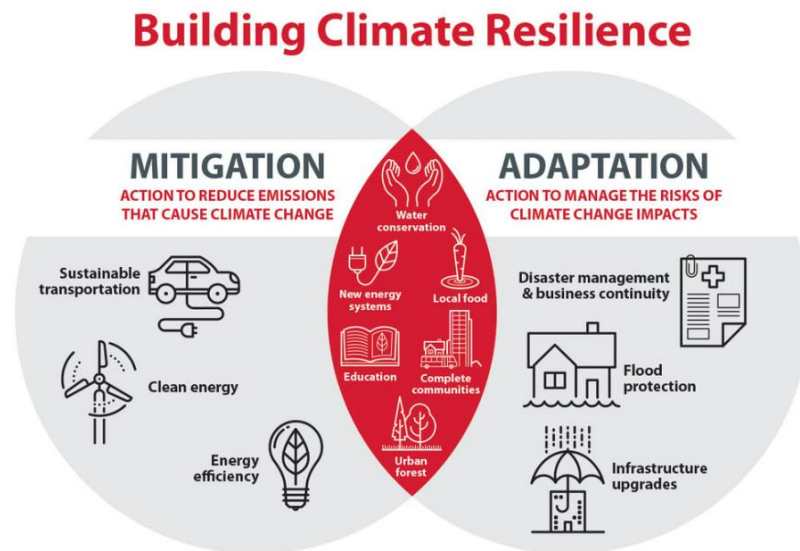 Building Climate Resilience
MITIGATION
ACTION TO REDUCE EMISSIONS
THAT CAUSE CLIMATE CHANGE
Sustainable
transportation
Clean energy
Energy
efficiency
Water
conservation
New energy
systems
Local food
Education
Complete
communities
Urban
forest
ADAPTATION
ACTION TO MANAGE THE RISKS OF
CLIMATE CHANGE IMPACTS
Disaster management
& business continuity
Flood
protection
Infrastructure
upgrades